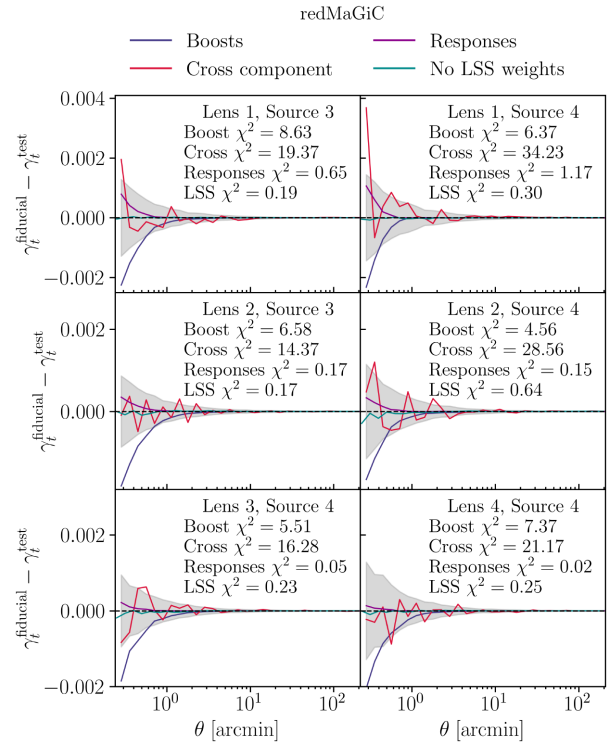 redMaGiC
Boosts
Responses
Cross component
No LSS weights
Lens 1, Source 3
Boost χ² = 8.63
Cross χ² = 19.37
Responses χ² = 0.65
LSS χ² = 0.19
Lens 1, Source 4
Boost χ² = 6.37
Cross χ² = 34.23
Responses χ² = 1.17
LSS χ² = 0.30
0.004
0.002
0.000
−0.002
γₜᶠⁱᵈᵘᶜⁱᵃˡ − γₜᵗᵉˢᵗ
Lens 2, Source 3
Boost χ² = 6.58
Cross χ² = 14.37
Responses χ² = 0.17
LSS χ² = 0.17
Lens 2, Source 4
Boost χ² = 4.56
Cross χ² = 28.56
Responses χ² = 0.15
LSS χ² = 0.64
0.002
0.000
γₜᶠⁱᵈᵘᶜⁱᵃˡ − γₜᵗᵉˢᵗ
Lens 3, Source 4
Boost χ² = 5.51
Cross χ² = 16.28
Responses χ² = 0.05
LSS χ² = 0.23
Lens 4, Source 4
Boost χ² = 7.37
Cross χ² = 21.17
Responses χ² = 0.02
LSS χ² = 0.25
0.002
0.000
−0.002
γₜᶠⁱᵈᵘᶜⁱᵃˡ − γₜᵗᵉˢᵗ
10⁰ 10¹ 10² 10⁰ 10¹ 10²
θ [arcmin] θ [arcmin]